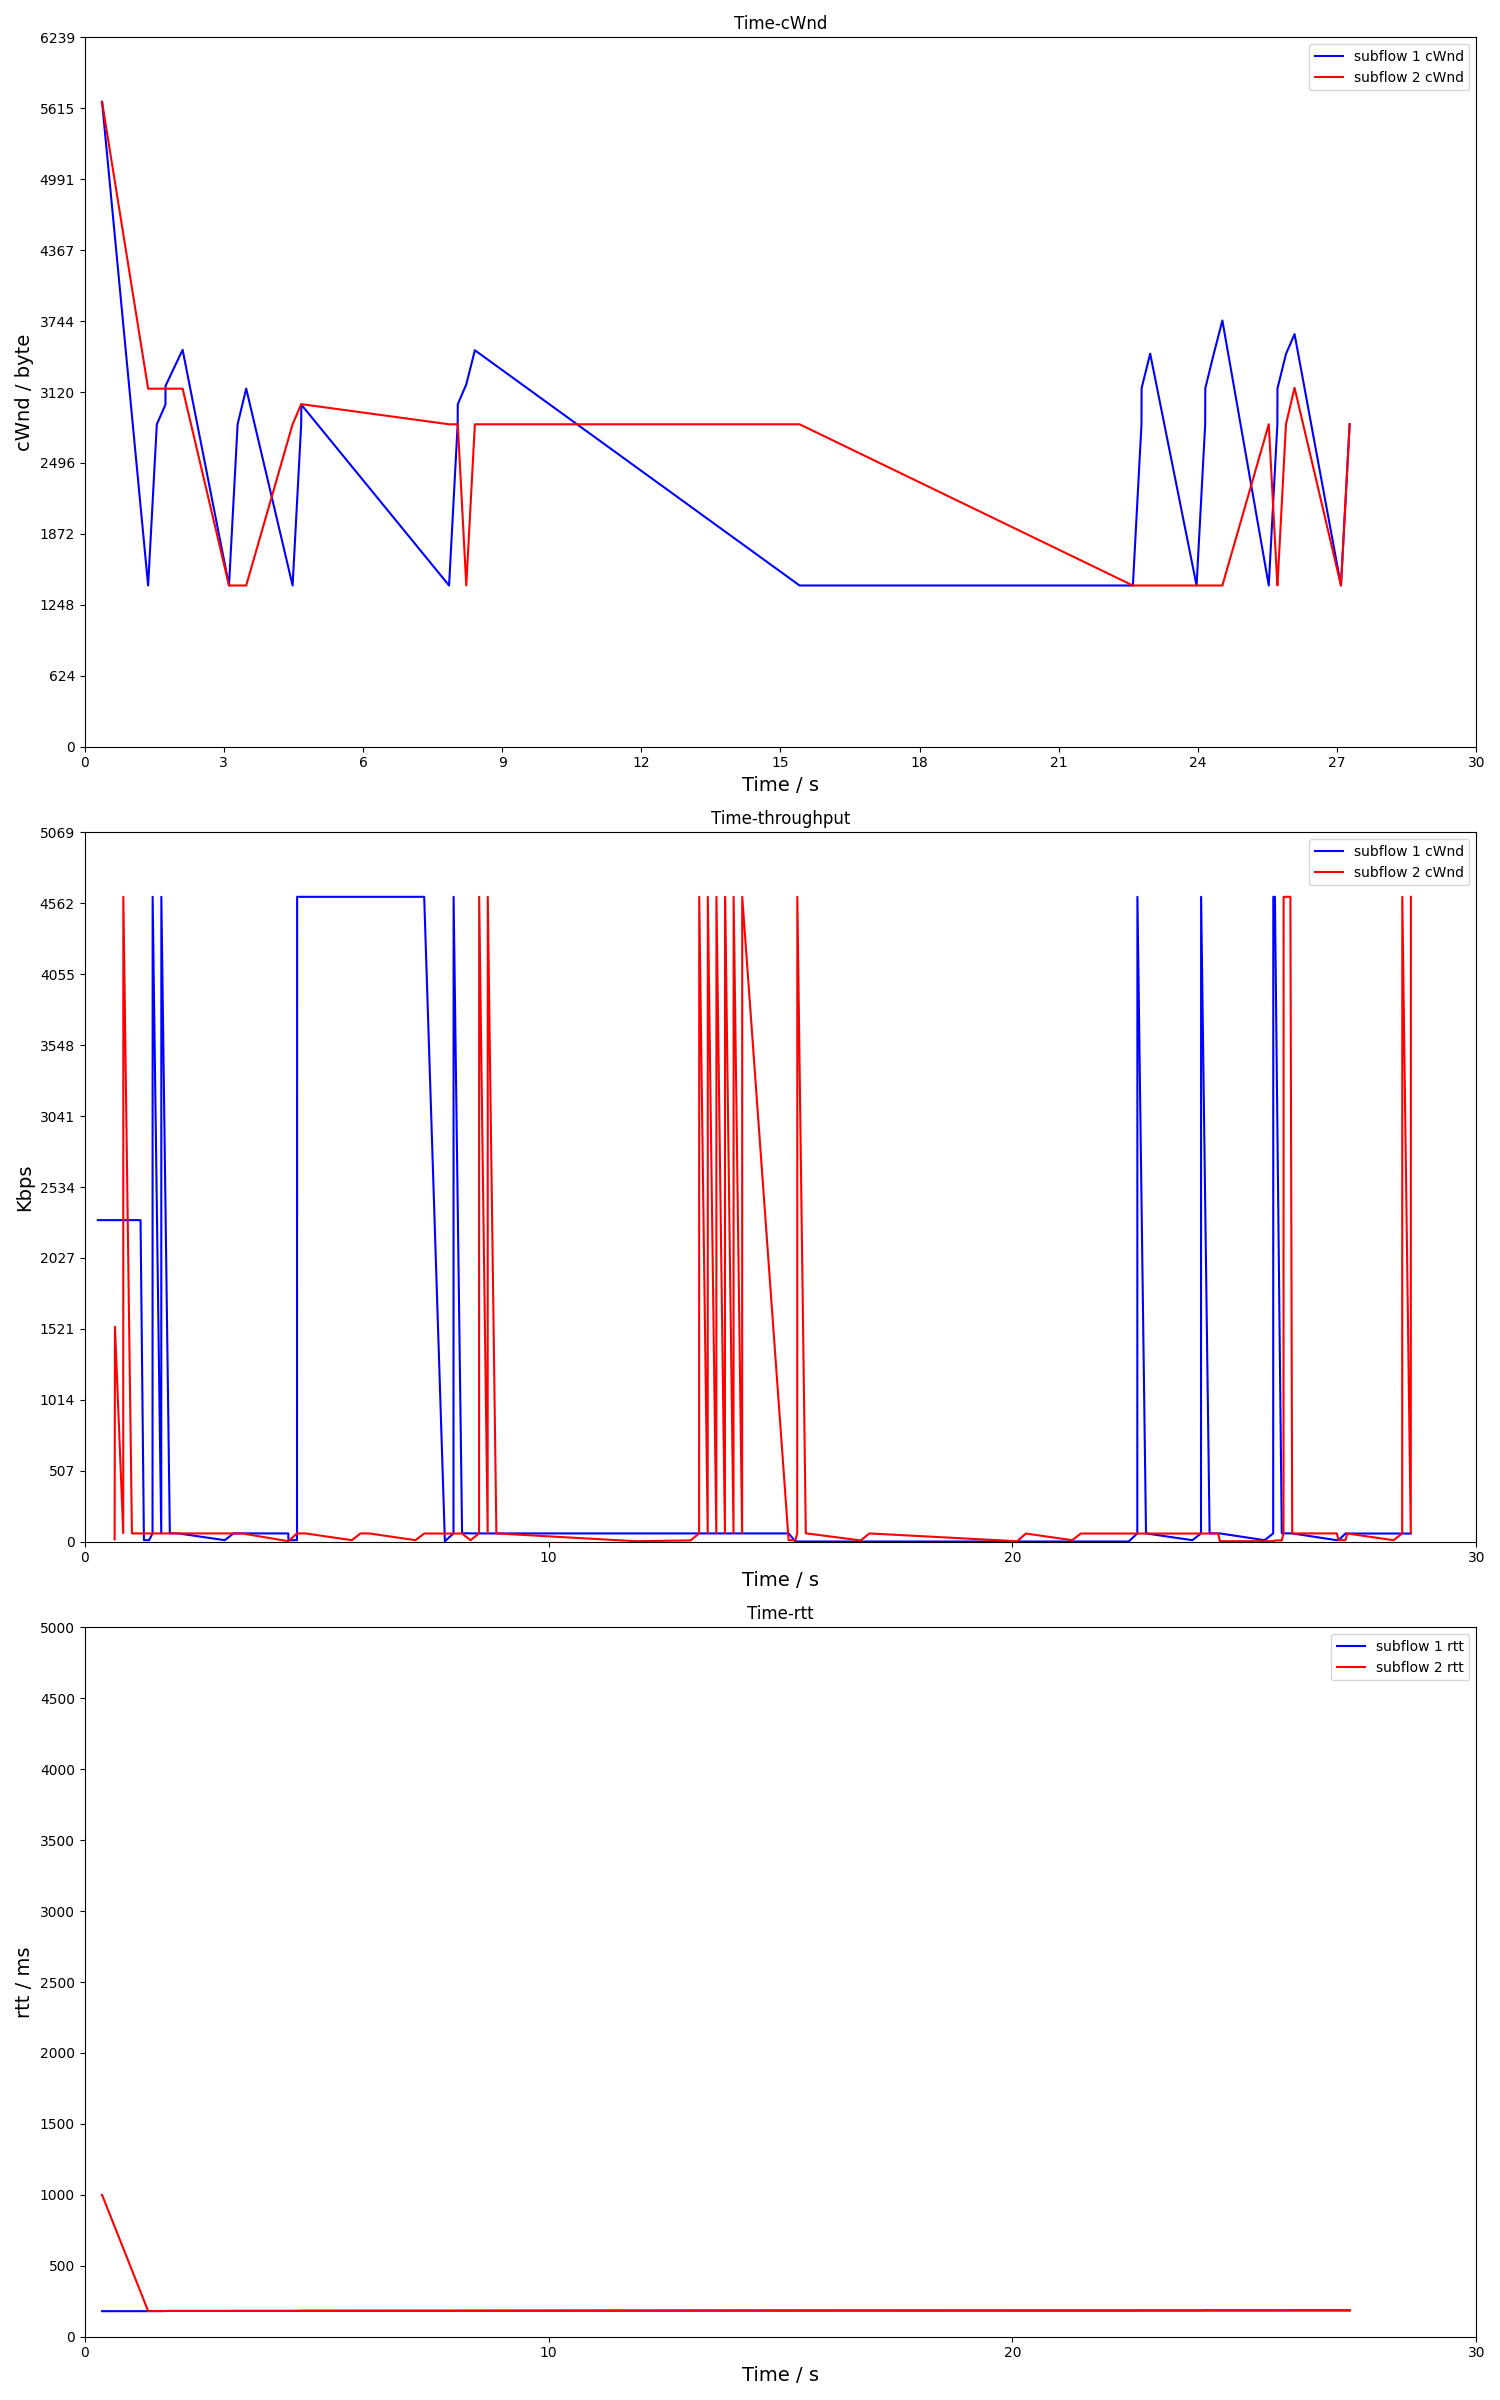 Time-cWnd
subflow 1 cWnd
subflow 2 cWnd
cWnd / byte
6239
5615
4991
4367
3744
3120
2496
1872
1248
624
0
0 3 6 9 12 15 18 21 24 27 30
Time / s
Time-throughput
subflow 1 cWnd
subflow 2 cWnd
Kbps
5069
4562
4055
3548
3041
2534
2027
1521
1014
507
0
0 10 20 30
Time / s
Time-rtt
subflow 1 rtt
subflow 2 rtt
rtt / ms
5000
4500
4000
3500
3000
2500
2000
1500
1000
500
0
0 10 20 30
Time / s